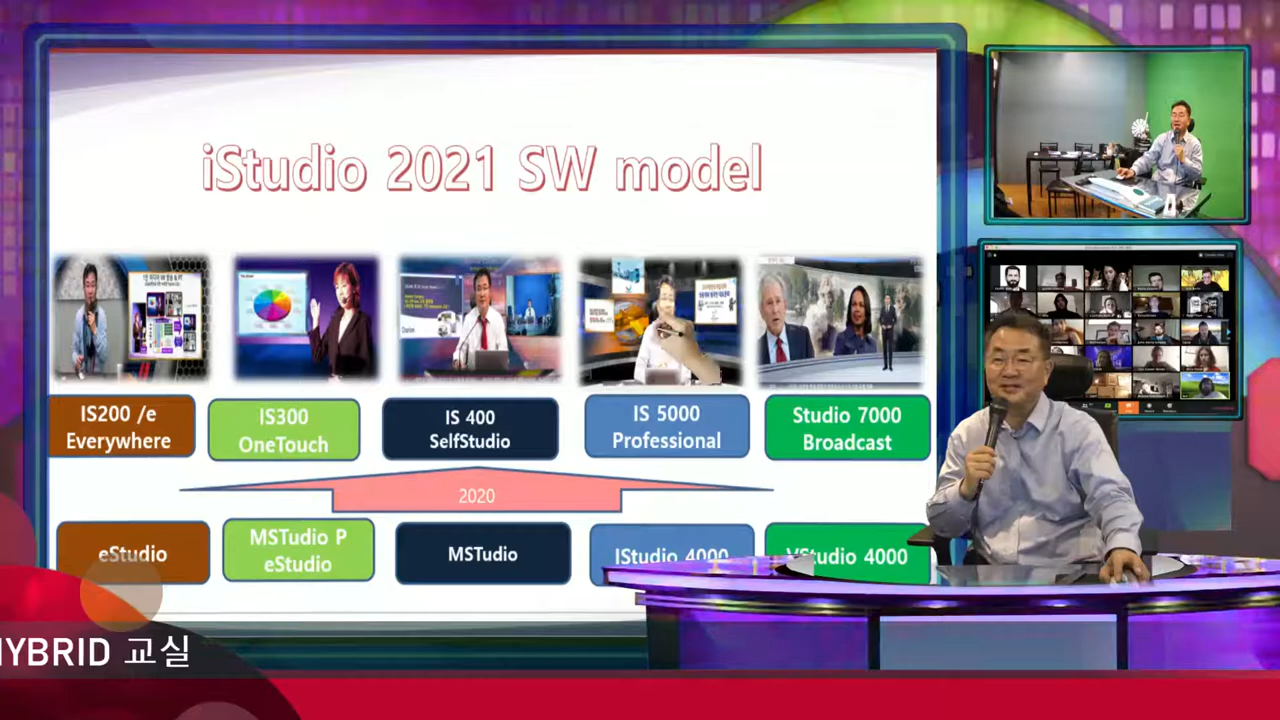 iStudio 2021 SW model
IS200 /e
Everywhere
IS300
OneTouch
IS 400
SelfStudio
IS 5000
Professional
Studio 7000
Broadcast
2020
eStudio
MSTudio P
eStudio
MSTudio
IStudio 4000
VStudio 4000
HYBRID 교실